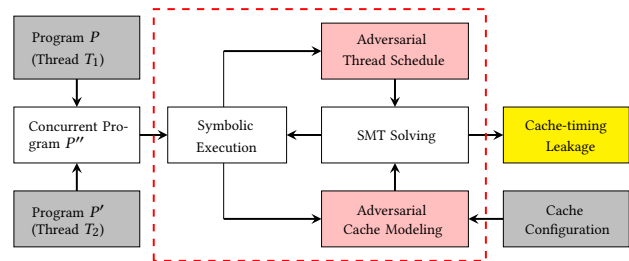 Program P
(Thread T₁)
Adversarial
Thread Schedule
Concurrent Pro-
gram P′′
Symbolic
Execution
SMT Solving
Cache-timing
Leakage
Program P′
(Thread T₂)
Adversarial
Cache Modeling
Cache
Configuration